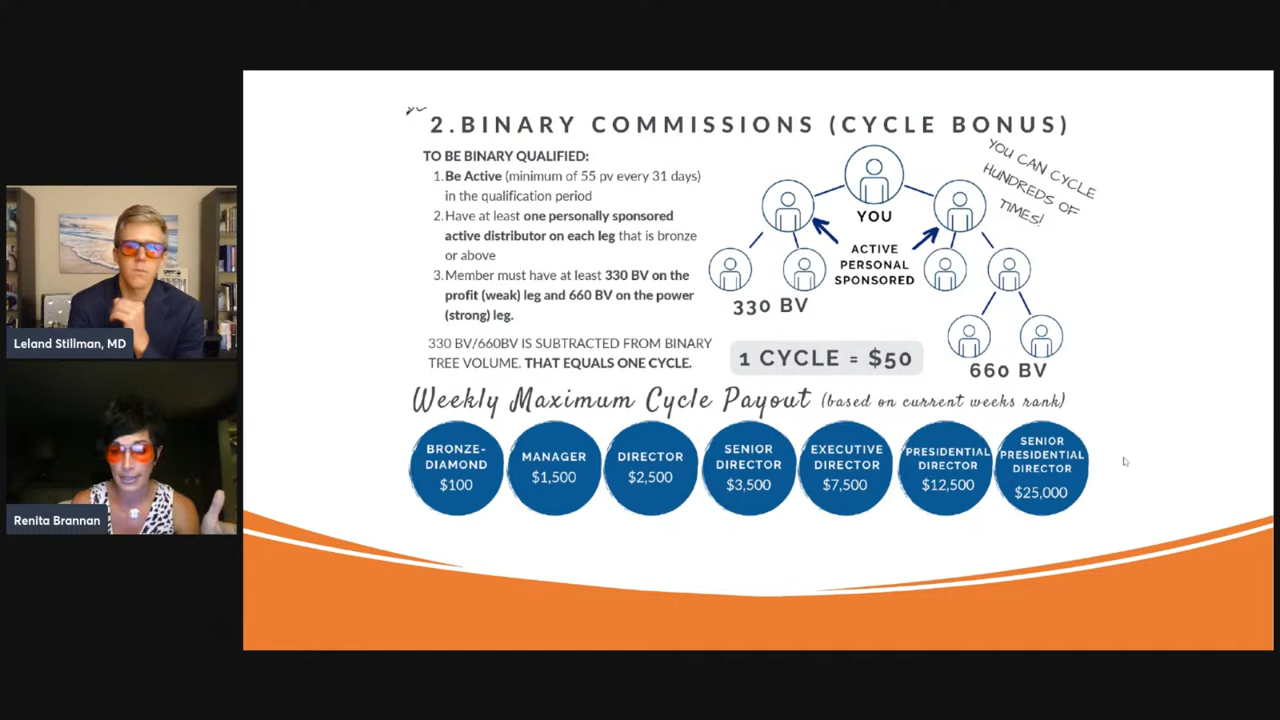 2.BINARY COMMISSIONS (CYCLE BONUS)
TO BE BINARY QUALIFIED:
1.Be Active (minimum of 55 pv every 31 days)
in the qualification period
2.Have at least one personally sponsored
active distributor on each leg that is bronze
or above
3.Member must have at least 330 BV on the
profit (weak) leg and 660 BV on the power
(strong) leg.
330 BV/660BV IS SUBTRACTED FROM BINARY
TREE VOLUME. THAT EQUALS ONE CYCLE.
YOU CAN CYCLE
HUNDREDS OF
TIMES!
YOU
ACTIVE
PERSONAL
SPONSORED
330 BV
660 BV
1 CYCLE = $50
Weekly Maximum Cycle Payout (based on current weeks rank)
BRONZE-
DIAMOND
$100
MANAGER
$1,500
DIRECTOR
$2,500
SENIOR
DIRECTOR
$3,500
EXECUTIVE
DIRECTOR
$7,500
PRESIDENTIAL
DIRECTOR
$12,500
SENIOR
PRESIDENTIAL
DIRECTOR
$25,000
Leland Stillman, MD
Renita Brannan